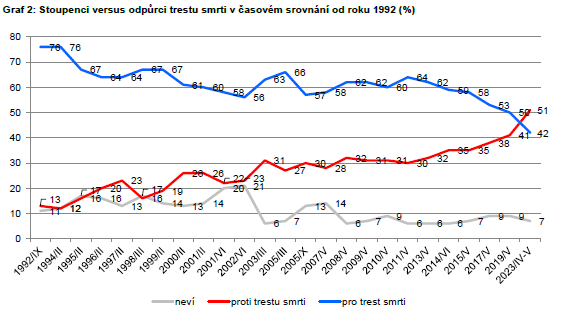 Graf 2: Stoupenci versus odpůrci trestu smrti v časovém srovnání od roku 1992 (%)
80
70
60
50
40
30
20
10
0
76 76 67 64 64 67 67 61 60 58 56 63 66 57 58 62 62 60 64 62 59 58 53 50 42
13 12 16 20 23 16 19 26 26 22 23 31 27 30 28 32 31 31 30 32 35 35 38 41 51
11 12 17 16 13 17 14 13 14 20 21 6 7 13 14 6 7 9 6 6 6 7 9 9 7
1992/IX
1994/II
1995/II
1996/II
1997/II
1998/II
1999/II
2000/II
2001/II
2001/VI
2002/VI
2003/III
2005/III
2005/X
2007/V
2008/V
2009/V
2010/V
2011/V
2013/V
2014/VI
2015/V
2017/V
2019/V
2023/IV-V
neví
proti trestu smrti
pro trest smrti